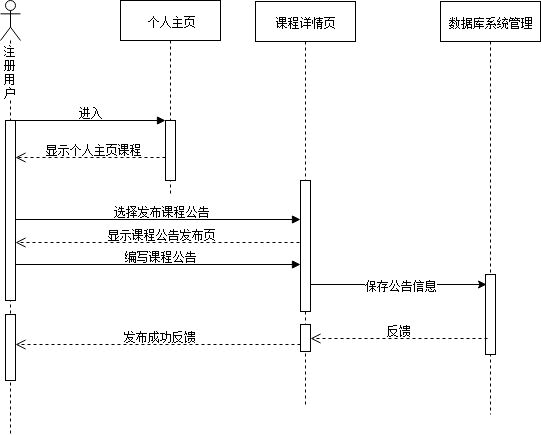 个人主页
课程详情页
数据库系统管理
注册用户
进入
显示个人主页课程
选择发布课程公告
显示课程公告发布页
编写课程公告
保存公告信息
反馈
发布成功反馈